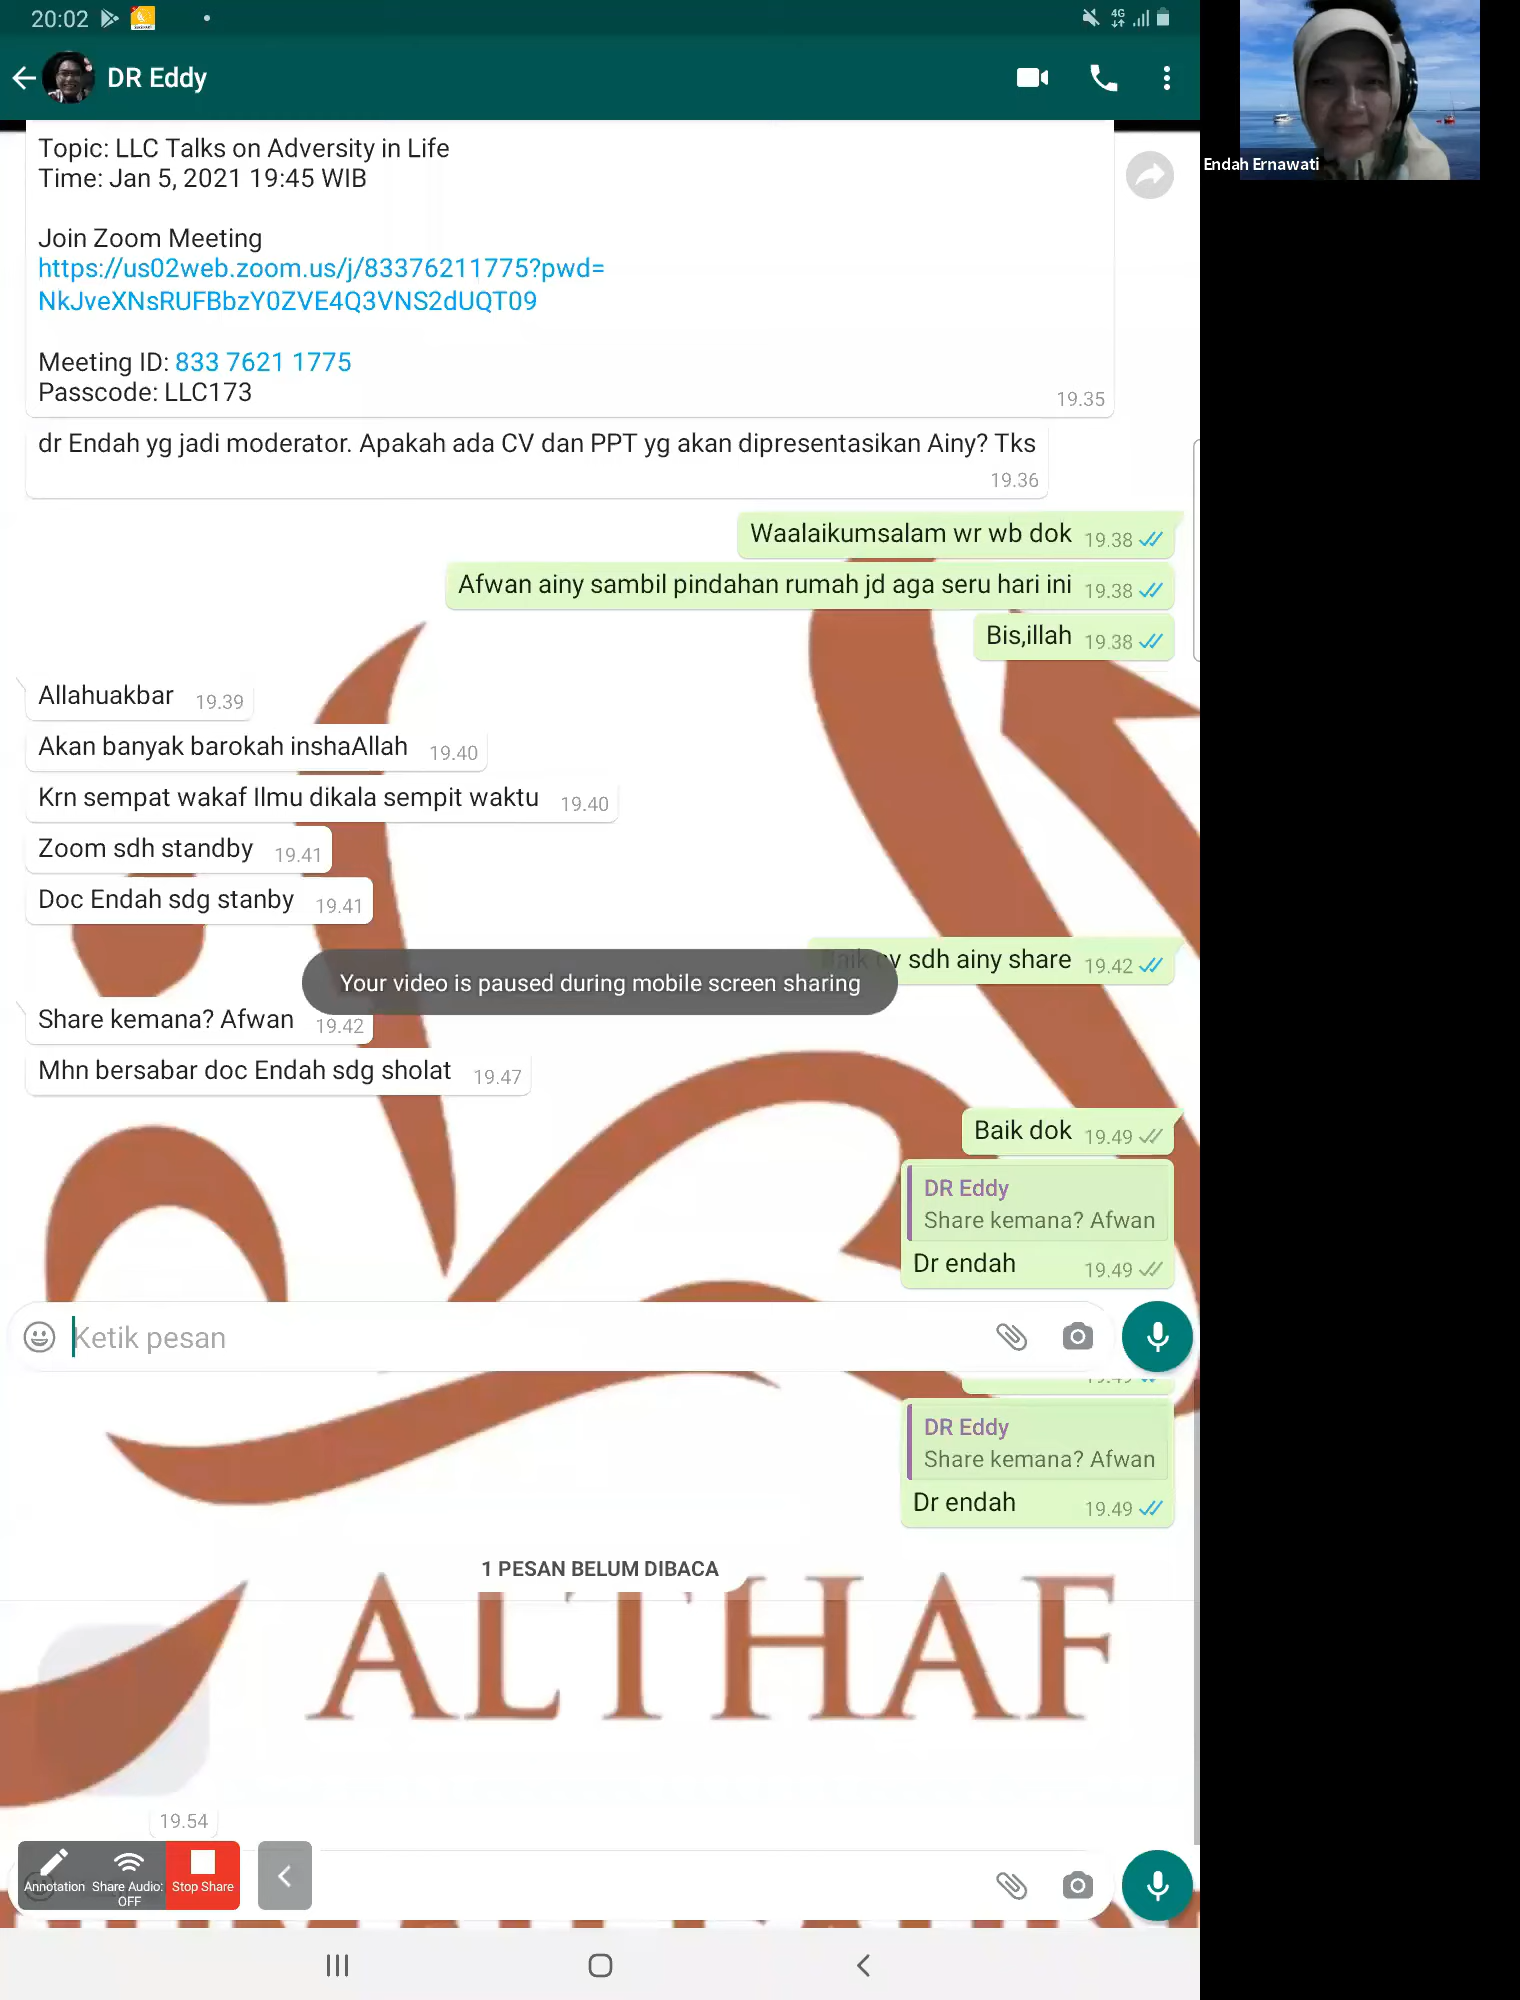 20:02
4G
DR Eddy
Endah Ernawati
Topic: LLC Talks on Adversity in Life
Time: Jan 5, 2021 19:45 WIB
Join Zoom Meeting
https://us02web.zoom.us/j/83376211775?pwd=
NkJveXNsRUFBbzY0ZVE4Q3VNS2dUQT09
Meeting ID: 833 7621 1775
Passcode: LLC173
19.35
dr Endah yg jadi moderator. Apakah ada CV dan PPT yg akan dipresentasikan Ainy? Tks
19.36
Waalaikumsalam wr wb dok 19.38
Afwan ainy sambil pindahan rumah jd aga seru hari ini 19.38
Bis,illah 19.38
Allahuakbar 19.39
Akan banyak barokah inshaAllah 19.40
Krn sempat wakaf Ilmu dikala sempit waktu 19.40
Zoom sdh standby 19.41
Doc Endah sdg stanby 19.41
Baik cv sdh ainy share 19.42
Your video is paused during mobile screen sharing
Share kemana? Afwan 19.42
Mhn bersabar doc Endah sdg sholat 19.47
Baik dok 19.49
DR Eddy
Share kemana? Afwan
Dr endah 19.49
Ketik pesan
19.49
DR Eddy
Share kemana? Afwan
Dr endah 19.49
1 PESAN BELUM DIBACA
ALTHAF
19.54
Annotation
Share Audio:
OFF
Stop Share